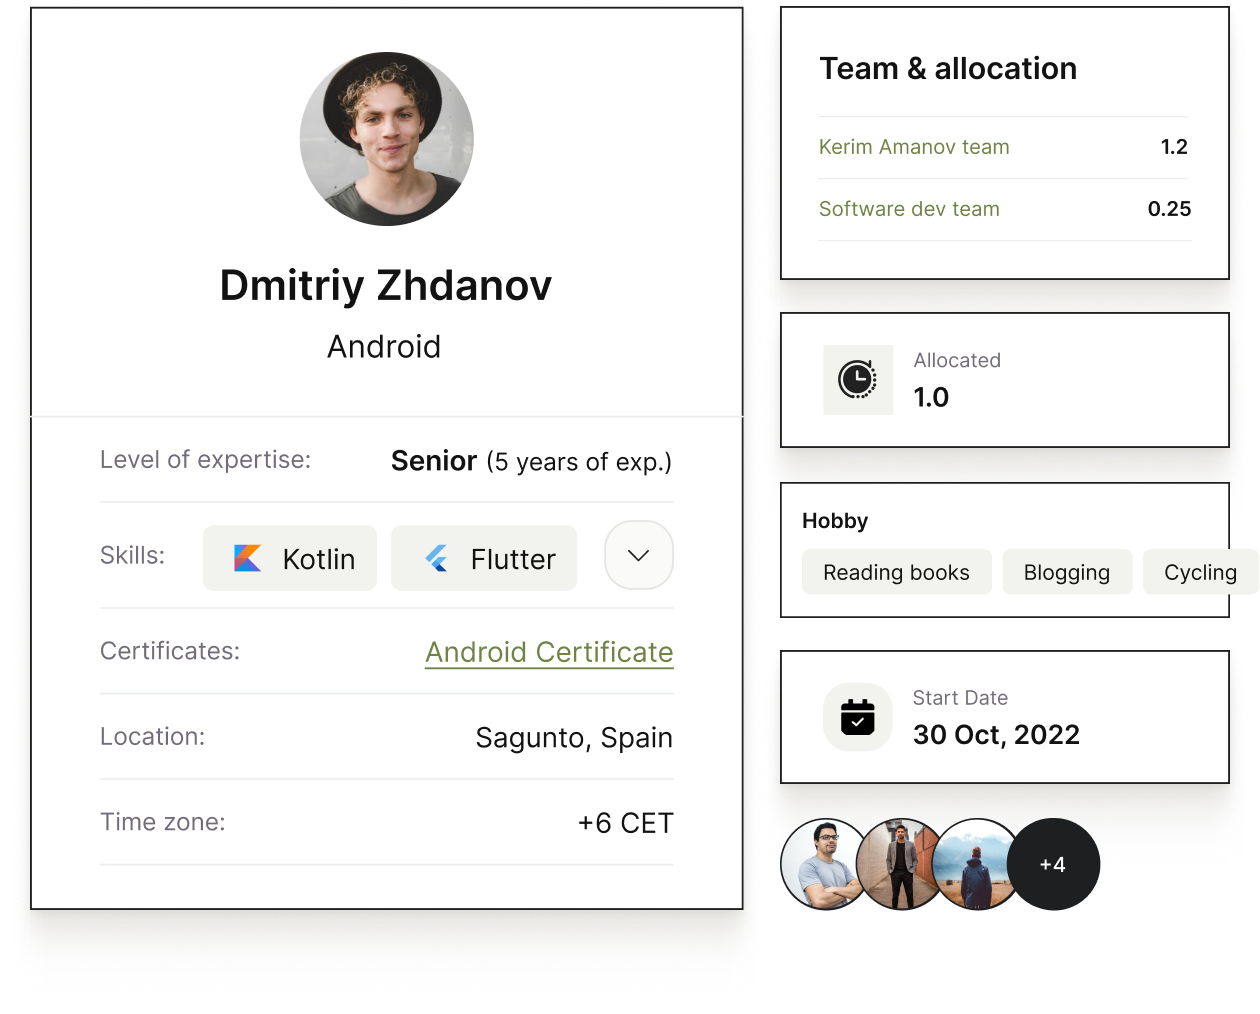 Dmitriy Zhdanov
Android
Level of expertise: Senior (5 years of exp.)
Skills: Kotlin Flutter
Certificates: Android Certificate
Location: Sagunto, Spain
Time zone: +6 CET
Team & allocation
Kerim Amanov team 1.2
Software dev team 0.25
Allocated
1.0
Hobby
Reading books Blogging Cycling
Start Date
30 Oct, 2022
+4